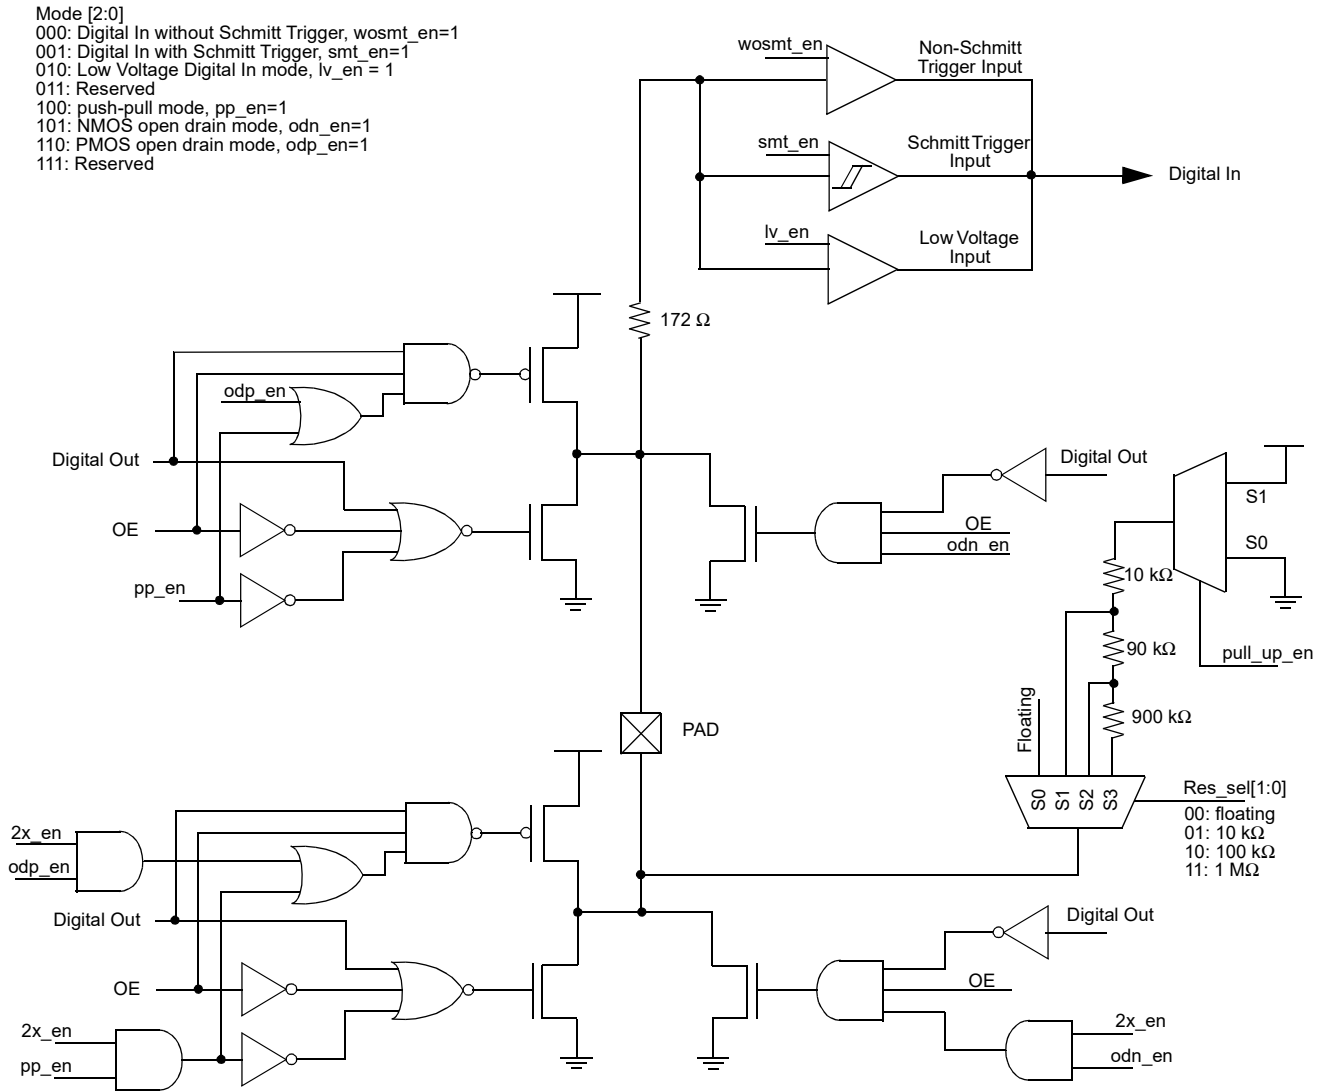 Mode [2:0]
000: Digital In without Schmitt Trigger, wosmt_en=1
001: Digital In with Schmitt Trigger, smt_en=1
010: Low Voltage Digital In mode, lv_en = 1
011: Reserved
100: push-pull mode, pp_en=1
101: NMOS open drain mode, odn_en=1
110: PMOS open drain mode, odp_en=1
111: Reserved
wosmt_en
Non-Schmitt
Trigger Input
smt_en
Schmitt Trigger
Input
Digital In
lv_en
Low Voltage
Input
172 Ω
odp_en
Digital Out
OE
pp_en
Digital Out
OE
odn_en
S1
S0
10 kΩ
90 kΩ
pull_up_en
900 kΩ
Floating
PAD
S0
S1
S2
S3
Res_sel[1:0]
00: floating
01: 10 kΩ
10: 100 kΩ
11: 1 MΩ
2x_en
odp_en
Digital Out
OE
2x_en
pp_en
Digital Out
OE
2x_en
odn_en